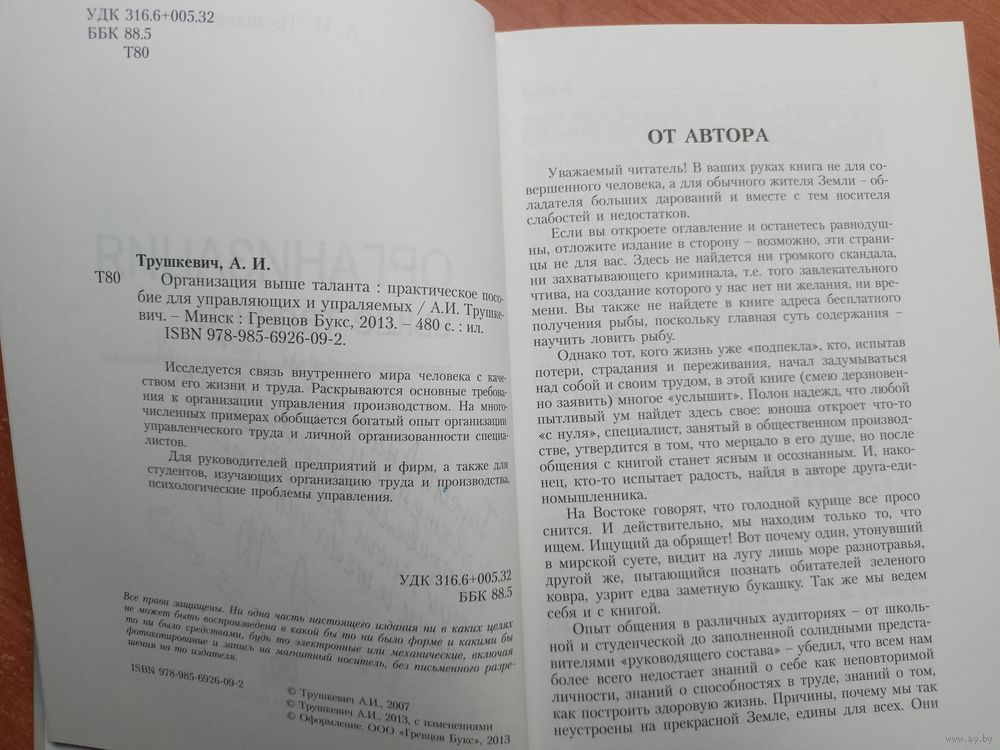 УДК 316.6+005.32
ББК 88.5
Т80
Трушкевич, А. И.
Т80 Организация выше таланта : практическое посо-
бие для управляющих и упраляемых / А.И. Трушке-
вич. – Минск : Гревцов Букс, 2013. – 480 с. : ил.
ISBN 978-985-6926-09-2.
Исследуется связь внутреннего мира человека с каче-
ством его жизни и труда. Раскрываются основные требова-
ния к организации управления производством. На много-
численных примерах обобщается богатый опыт организации
управленческого труда и личной организованности специа-
листов.
Для руководителей предприятий и фирм, а также для
студентов, изучающих организацию труда и производства,
психологические проблемы управления.
УДК 316.6+005.32
ББК 88.5
Все права защищены. Ни одна часть настоящего издания ни в каких целях
не может быть воспроизведена в какой бы то ни было форме и какими бы
то ни было средствами, будь то электронные или механические, включая
фотокопирование и запись на магнитный носитель, без письменного разре-
шения на то издателя.
ISBN 978-985-6926-09-2
© Трушкевич А.И., 2007
© Трушкевич А.И., 2013, с изменениями
© Оформление. ООО «Гревцов Букс», 2013
ОТ АВТОРА
Уважаемый читатель! В ваших руках книга не для со-
вершенного человека, а для обычного жителя Земли – об-
ладателя больших дарований и вместе с тем носителя
слабостей и недостатков.
Если вы откроете оглавление и останетесь равнодуш-
ны, отложите издание в сторону – возможно, эти страни-
цы не для вас. Здесь не найдется ни громкого скандала,
ни захватывающего криминала, т.е. того завлекательного
чтива, на создание которого у нас нет ни желания, ни вре-
мени. Вы также не найдете в книге адреса бесплатного
получения рыбы, поскольку главная суть содержания –
научить ловить рыбу.
Однако тот, кого жизнь уже «подпекла», кто, испытав
потери, страдания и переживания, начал задумываться
над собой и своим трудом, в этой книге (смею дерзновен-
но заявить) многое «услышит». Полон надежд, что любой
пытливый ум найдет здесь свое: юноша откроет что-то
«с нуля», специалист, занятый в общественном производ-
стве, утвердится в том, что мерцало в его душе, но после
общения с книгой станет ясным и осознанным. И, нако-
нец, кто-то испытает радость, найдя в авторе друга-еди-
номышленника.
На Востоке говорят, что голодной курице все просо
снится. И действительно, мы находим только то, что
ищем. Ищущий да обрящет! Вот почему один, утонувший
в мирской суете, видит на лугу лишь море разнотравья,
другой же, пытающийся познать обитателей зеленого
ковра, узрит едва заметную букашку. Так же мы ведем
себя и с книгой.
Опыт общения в различных аудиториях – от школь-
ной и студенческой до заполненной солидными предста-
вителями «руководящего состава» – убедил, что всем нам
более всего недостает знаний о себе как неповторимой
личности, знаний о способностях в труде, знаний о том,
как построить здоровую жизнь. Причины, почему мы так
неустроены на прекрасной Земле, едины для всех. Они
www.ay.by